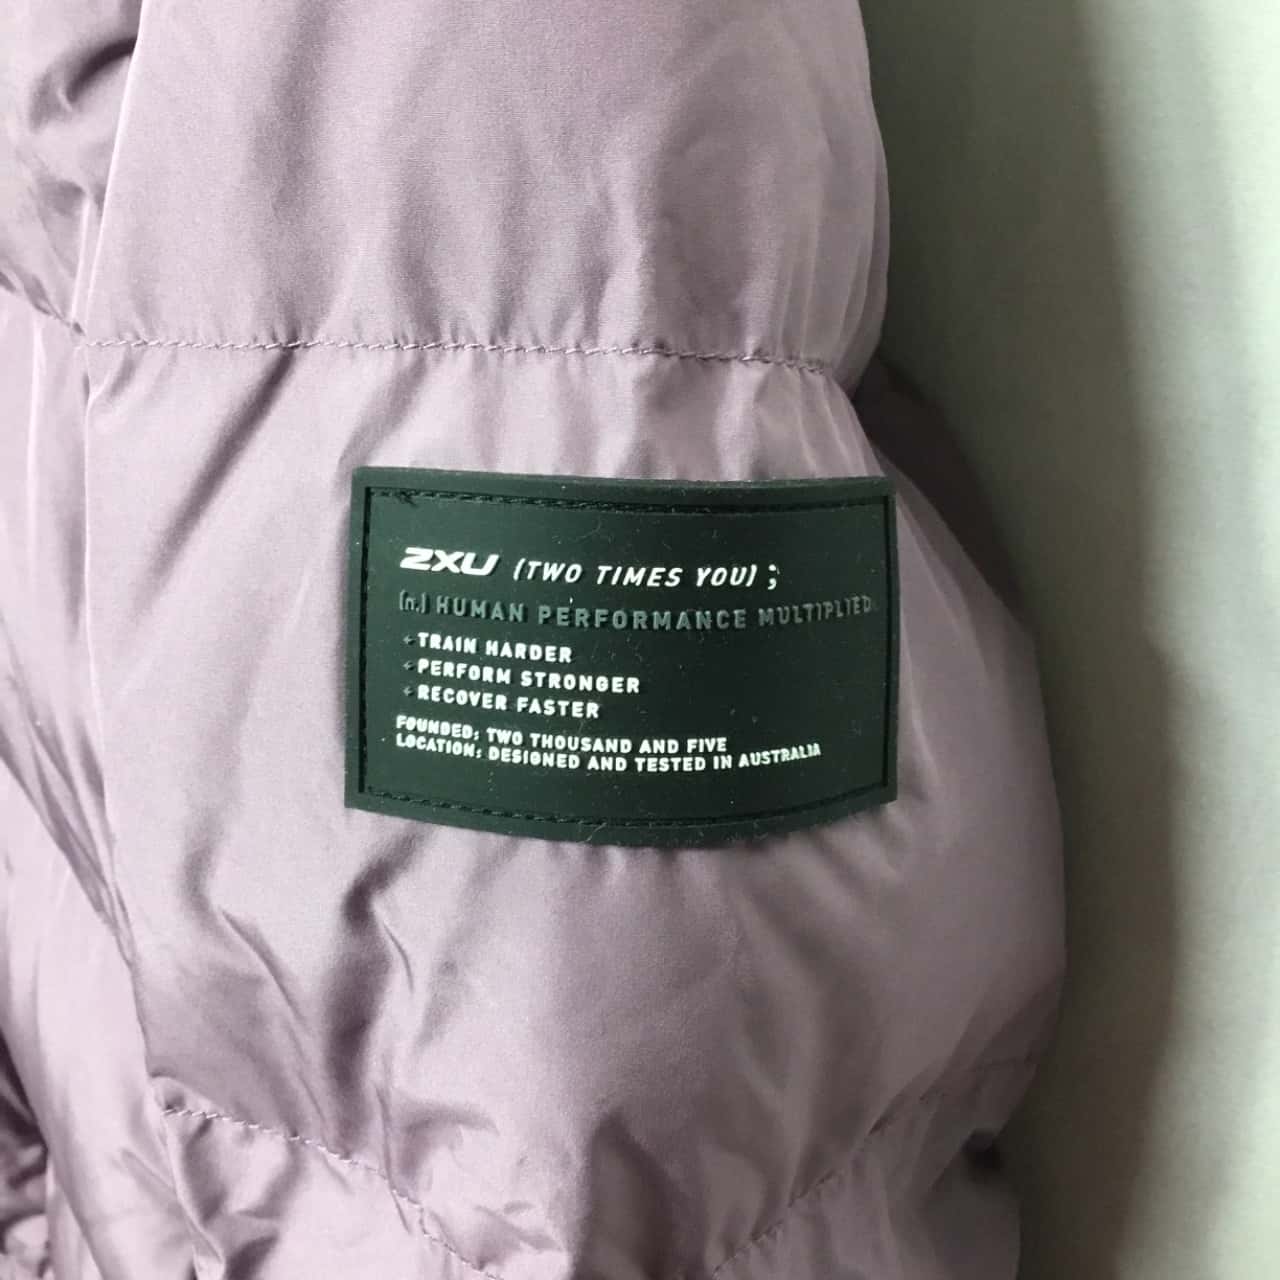 2XU (TWO TIMES YOU) ;
(n.) HUMAN PERFORMANCE MULTIPLIED.
+ TRAIN HARDER
+ PERFORM STRONGER
+ RECOVER FASTER
FOUNDED; TWO THOUSAND AND FIVE
LOCATION; DESIGNED AND TESTED IN AUSTRALIA